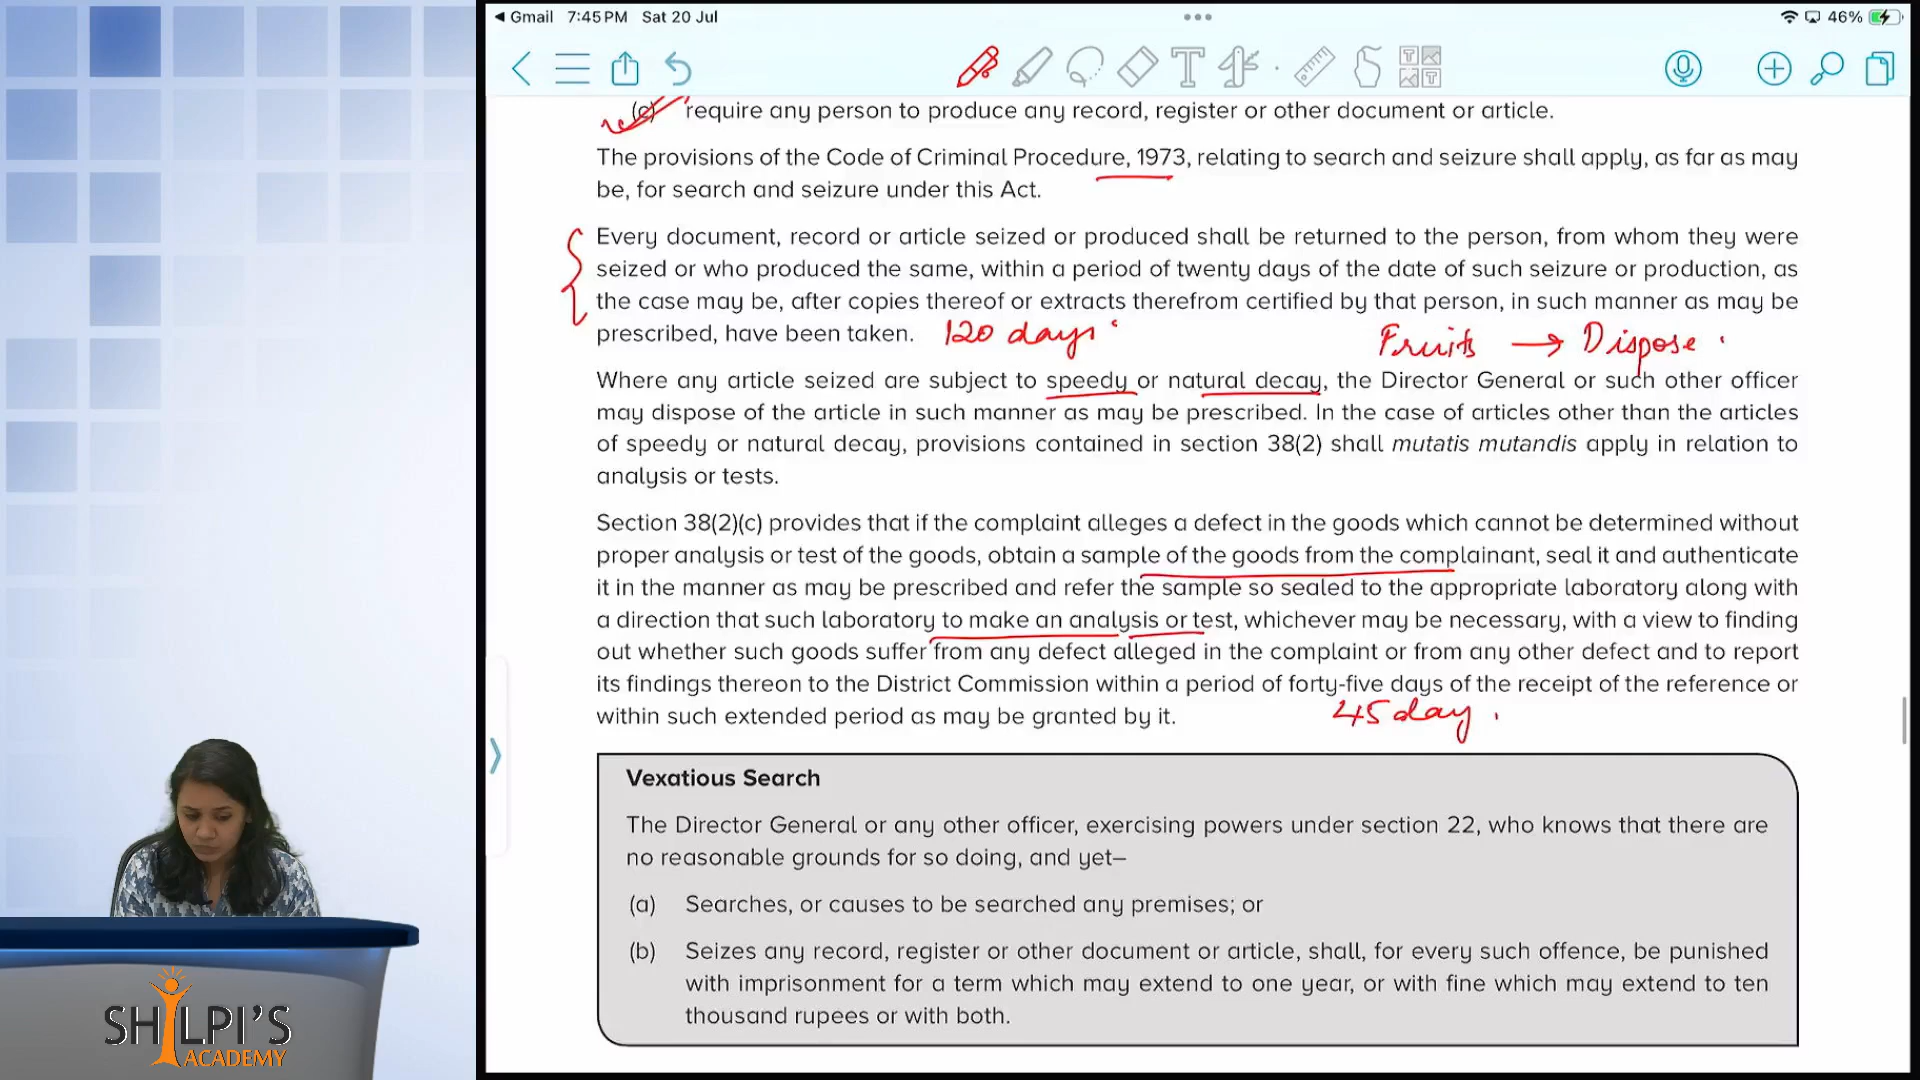 Gmail 7:45 PM Sat 20 Jul
46%
(c) require any person to produce any record, register or other document or article.
The provisions of the Code of Criminal Procedure, 1973, relating to search and seizure shall apply, as far as may
be, for search and seizure under this Act.
Every document, record or article seized or produced shall be returned to the person, from whom they were
seized or who produced the same, within a period of twenty days of the date of such seizure or production, as
the case may be, after copies thereof or extracts therefrom certified by that person, in such manner as may be
prescribed, have been taken. 120 days
Fruits → Dispose
Where any article seized are subject to speedy or natural decay, the Director General or such other officer
may dispose of the article in such manner as may be prescribed. In the case of articles other than the articles
of speedy or natural decay, provisions contained in section 38(2) shall mutatis mutandis apply in relation to
analysis or tests.
Section 38(2)(c) provides that if the complaint alleges a defect in the goods which cannot be determined without
proper analysis or test of the goods, obtain a sample of the goods from the complainant, seal it and authenticate
it in the manner as may be prescribed and refer the sample so sealed to the appropriate laboratory along with
a direction that such laboratory to make an analysis or test, whichever may be necessary, with a view to finding
out whether such goods suffer from any defect alleged in the complaint or from any other defect and to report
its findings thereon to the District Commission within a period of forty-five days of the receipt of the reference or
within such extended period as may be granted by it. 45 day.
Vexatious Search
The Director General or any other officer, exercising powers under section 22, who knows that there are
no reasonable grounds for so doing, and yet–
(a) Searches, or causes to be searched any premises; or
(b) Seizes any record, register or other document or article, shall, for every such offence, be punished
with imprisonment for a term which may extend to one year, or with fine which may extend to ten
thousand rupees or with both.
SHILPI'S
ACADEMY